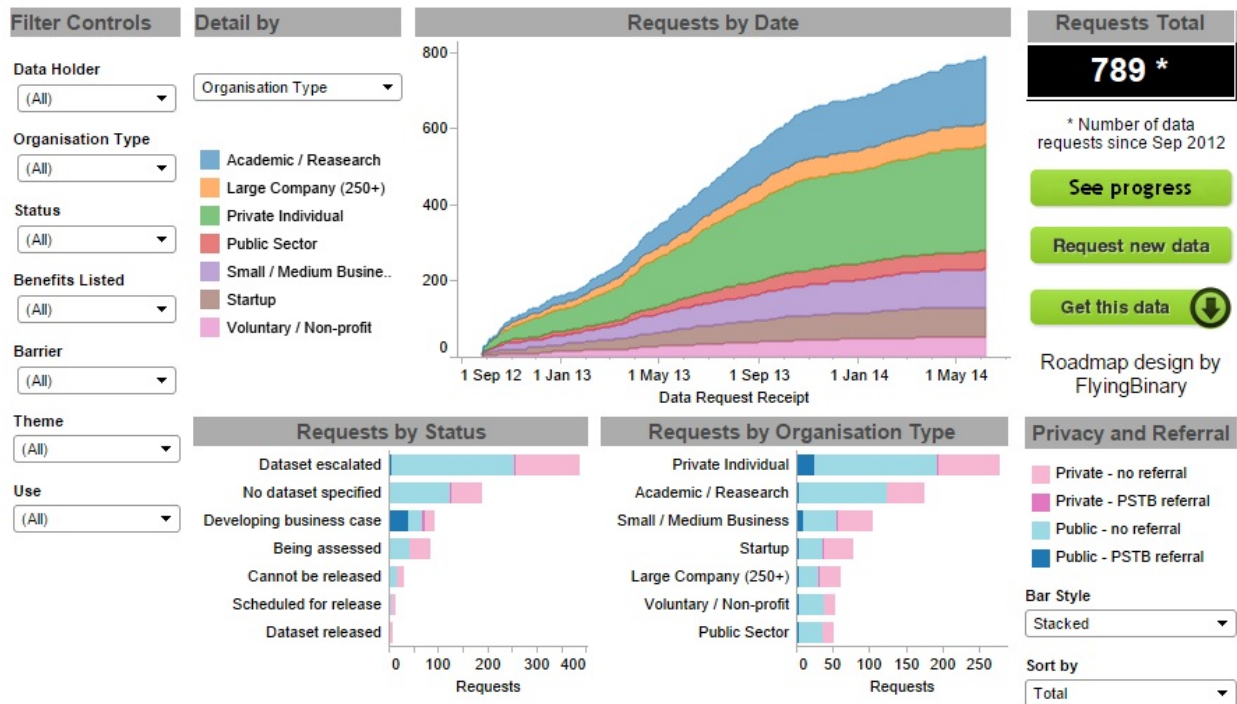 Filter Controls
Data Holder
(All)
Organisation Type
(All)
Status
(All)
Benefits Listed
(All)
Barrier
(All)
Theme
(All)
Use
(All)
Detail by
Organisation Type
Academic / Reasearch
Large Company (250+)
Private Individual
Public Sector
Small / Medium Busine..
Startup
Voluntary / Non-profit
Requests by Date
800
600
400
200
0
1 Sep 12 1 Jan 13 1 May 13 1 Sep 13 1 Jan 14 1 May 14
Data Request Receipt
Requests Total
789 *
* Number of data
requests since Sep 2012
See progress
Request new data
Get this data
Roadmap design by
FlyingBinary
Requests by Status
Dataset escalated
No dataset specified
Developing business case
Being assessed
Cannot be released
Scheduled for release
Dataset released
0 100 200 300 400
Requests
Requests by Organisation Type
Private Individual
Academic / Reasearch
Small / Medium Business
Startup
Large Company (250+)
Voluntary / Non-profit
Public Sector
0 50 100 150 200 250
Requests
Privacy and Referral
Private - no referral
Private - PSTB referral
Public - no referral
Public - PSTB referral
Bar Style
Stacked
Sort by
Total